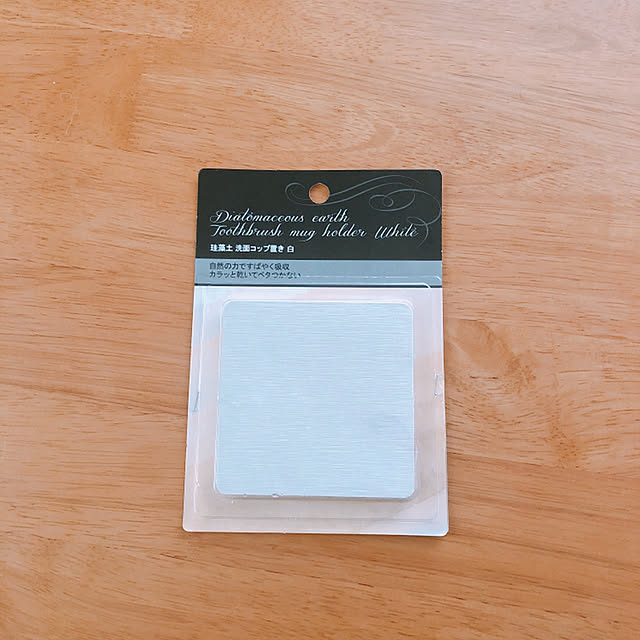 Diatomaceous earth
Toothbrush mug holder White
珪藻土 洗面コップ置き 白
自然の力ですばやく吸収
カラッと乾いてベタつかない